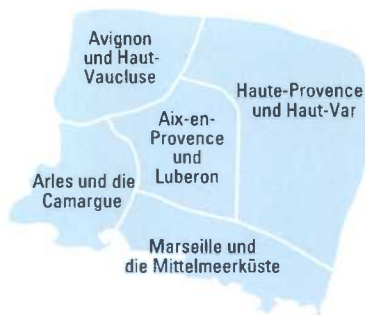 Avignon
und Haut-
Vaucluse
Haute-Provence
und Haut-Var
Aix-en-
Provence
und
Luberon
Arles und die
Camargue
Marseille und
die Mittelmeerküste